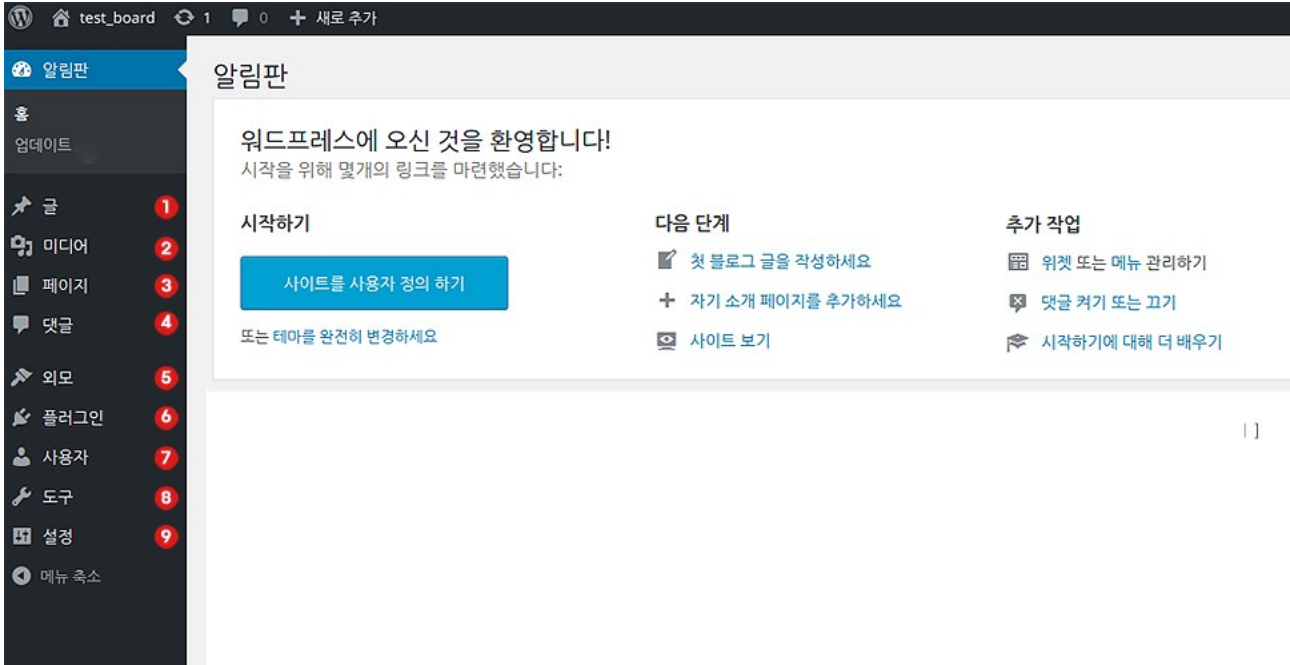 test_board 1 0 새로 추가
알림판
홈
업데이트
글 1
미디어 2
페이지 3
댓글 4
외모 5
플러그인 6
사용자 7
도구 8
설정 9
메뉴 축소
알림판
워드프레스에 오신 것을 환영합니다!
시작을 위해 몇개의 링크를 마련했습니다:
시작하기
사이트를 사용자 정의 하기
또는 테마를 완전히 변경하세요
다음 단계
첫 블로그 글을 작성하세요
자기 소개 페이지를 추가하세요
사이트 보기
추가 작업
위젯 또는 메뉴 관리하기
댓글 켜기 또는 끄기
시작하기에 대해 더 배우기
| ]